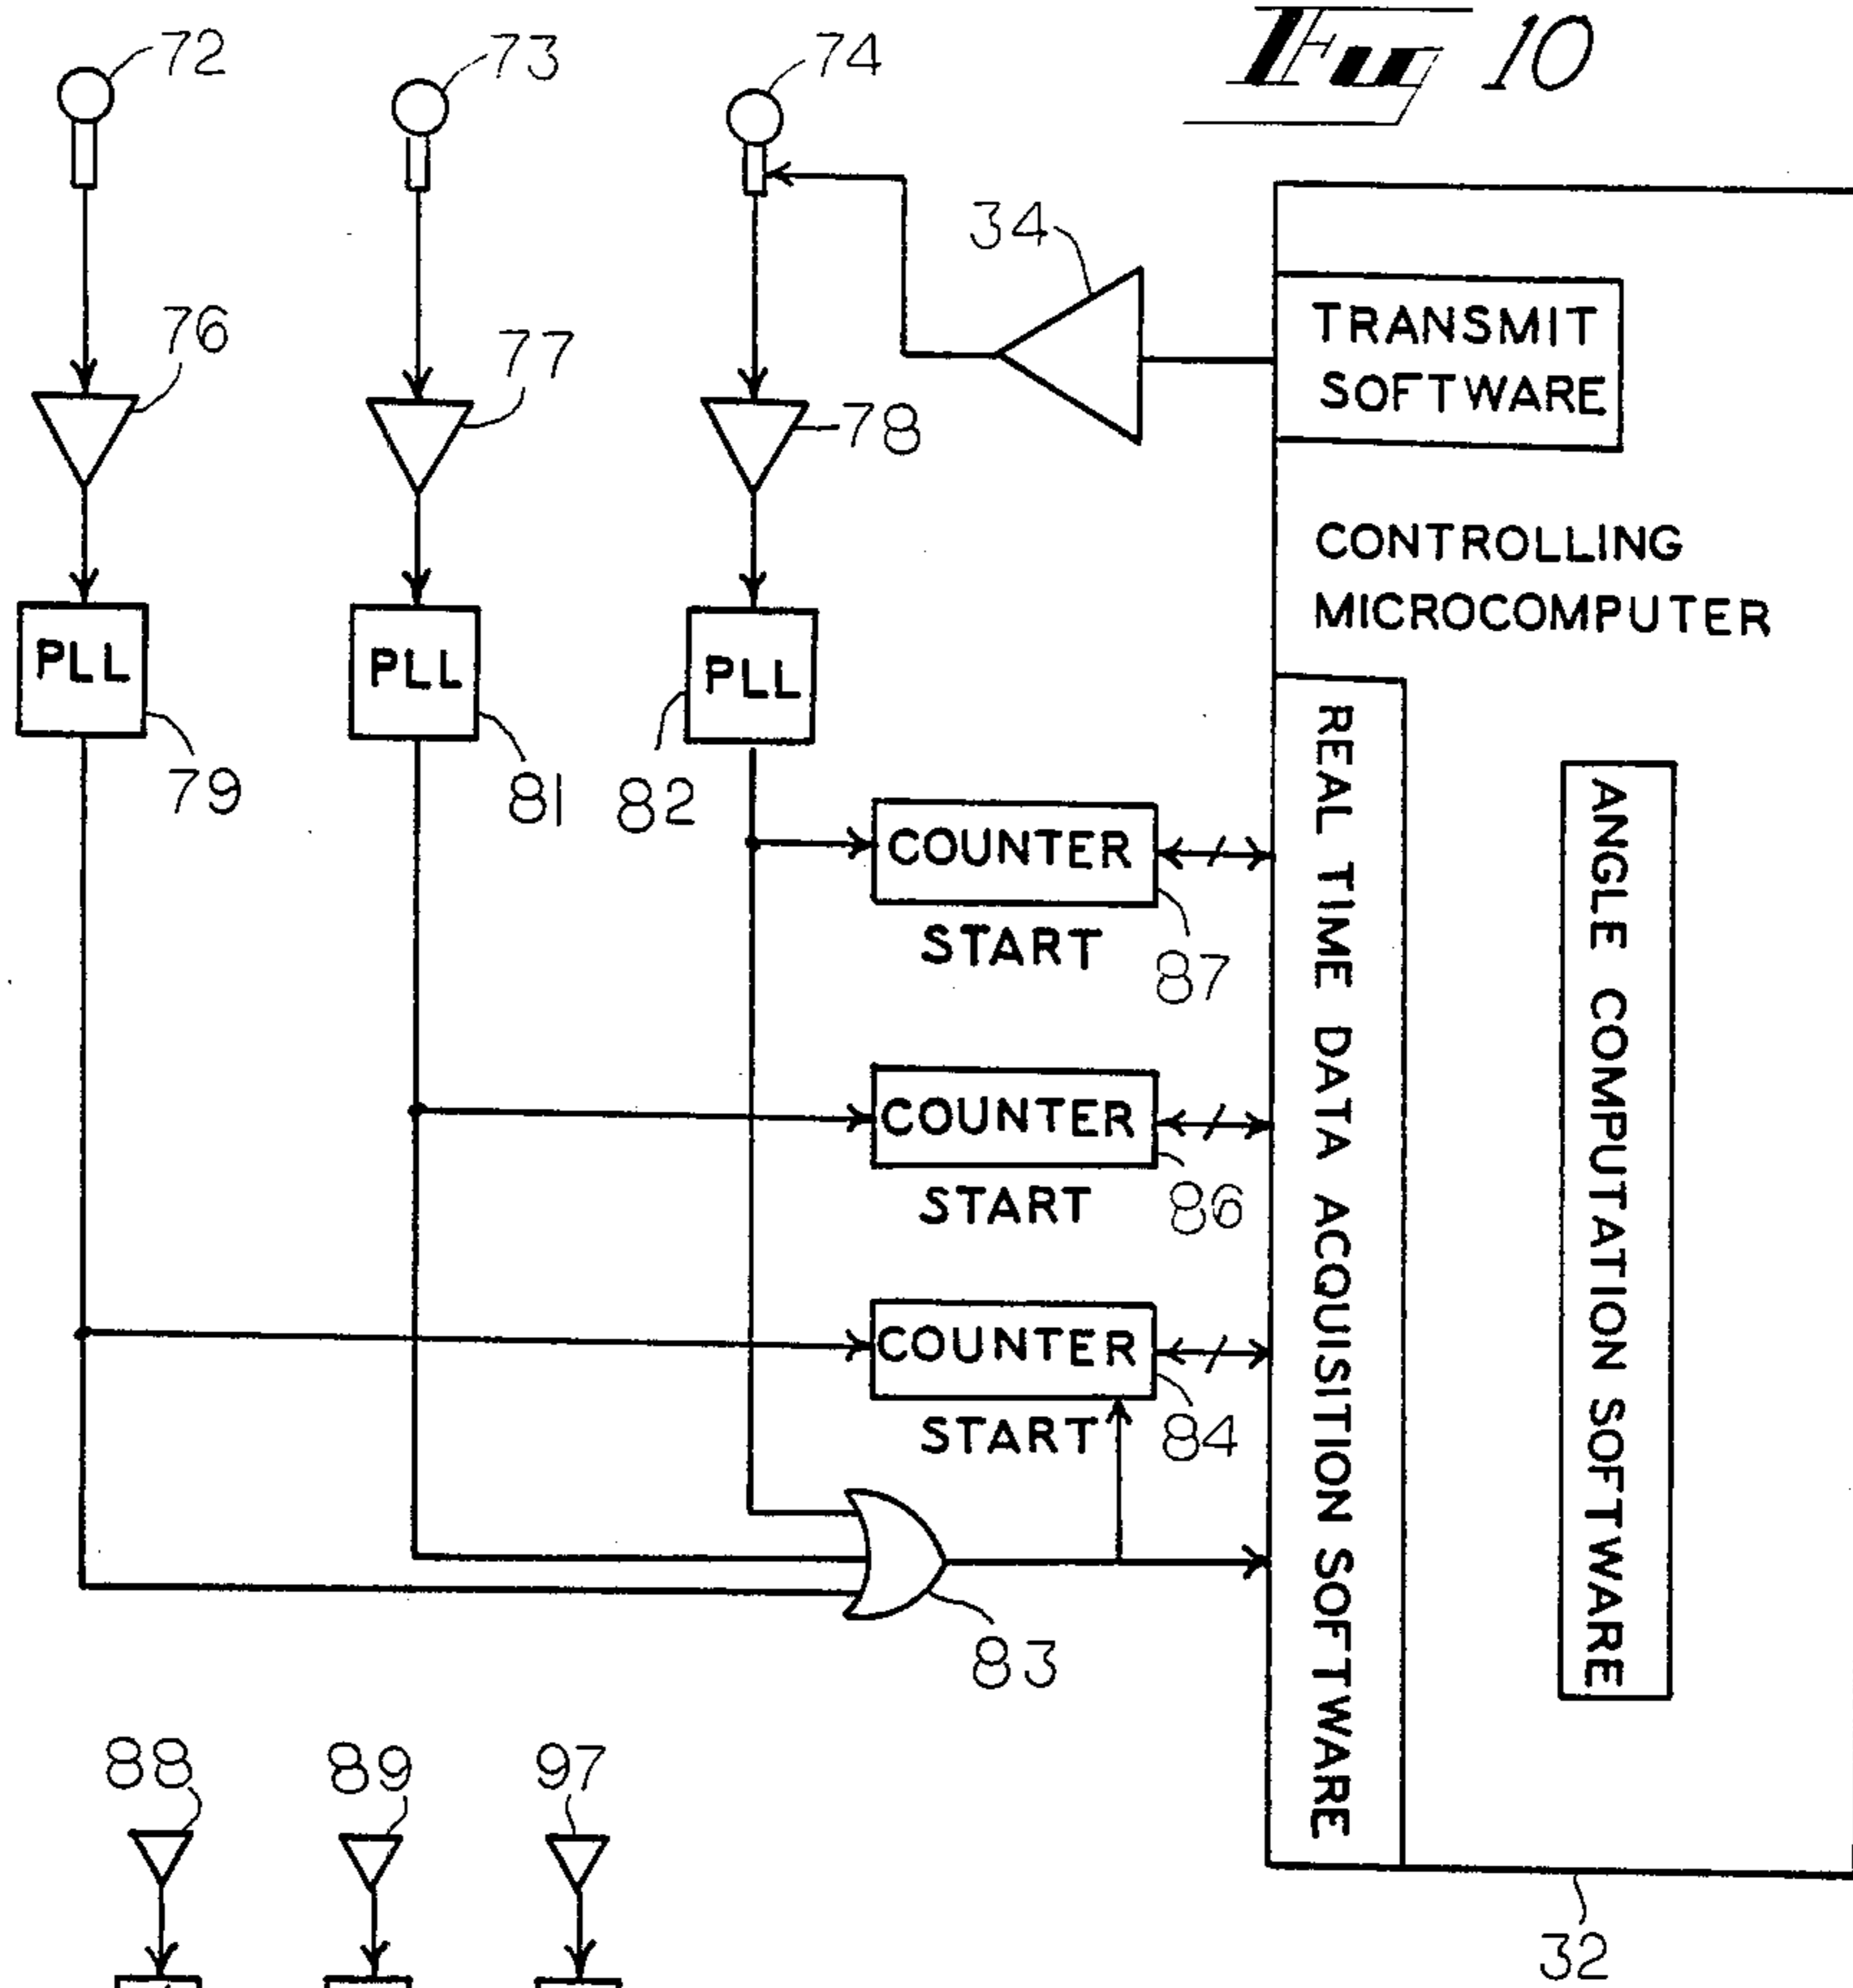 Fig 10
72
73
74
34
TRANSMIT
SOFTWARE
76
77
78
CONTROLLING
MICROCOMPUTER
PLL
PLL
PLL
79
81
82
COUNTER
START
87
COUNTER
START
86
COUNTER
START
84
REAL TIME DATA ACQUISITION SOFTWARE
ANGLE COMPUTATION SOFTWARE
83
88
89
97
32